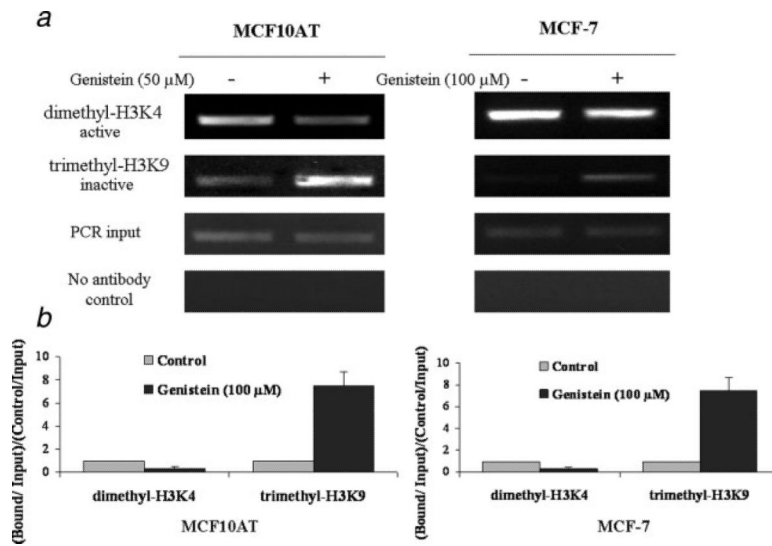 a
MCF10AT
MCF-7
Genistein (50 µM) - +
Genistein (100 µM) - +
dimethyl-H3K4
active
trimethyl-H3K9
inactive
PCR input
No antibody
control
b
(Bound/ Input)/(Control/Input)
10
8
6
4
2
0
Control
Genistein (100 µM)
dimethyl-H3K4 trimethyl-H3K9
MCF10AT
(Bound/ Input)/(Control/Input)
10
8
6
4
2
0
Control
Genistein (100 µM)
dimethyl-H3K4 trimethyl-H3K9
MCF-7